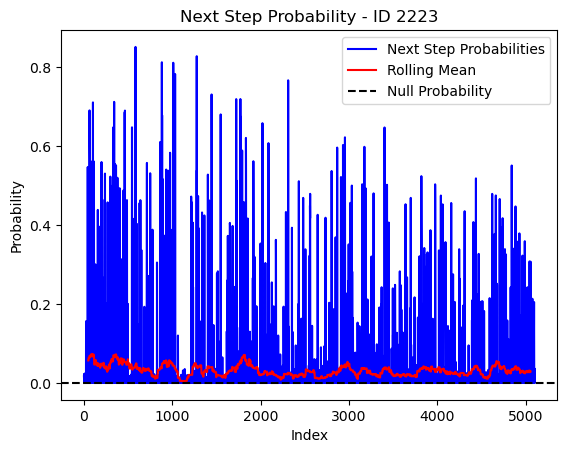 Next Step Probability - ID 2223
Next Step Probabilities
Rolling Mean
Null Probability
Probability
0.8
0.6
0.4
0.2
0.0
0
1000
2000
3000
4000
5000
Index